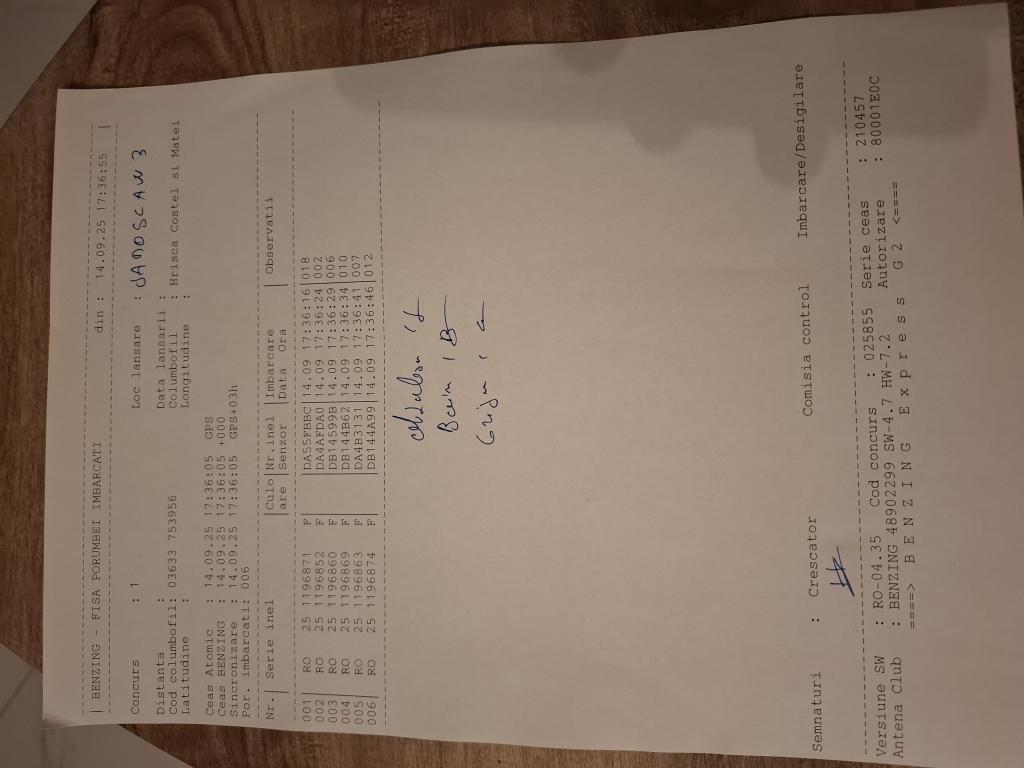 | BENZING - FISA PORUMBEI IMBARCATI din : 14.09.25 17:36:55 |
Concurs : 1 Loc lansare : JANOSCAW 3
Distanta : Data lansarii :
Cod columbofil: 03633 753956 Columbofil : Hrisca Costel si Matei
Latitudine : Longitudine :
Ceas Atomic : 14.09.25 17:36:05 GPS
Ceas BENZING : 14.09.25 17:36:05 +000
Sincronizare : 14.09.25 17:36:05 GPS+03h
Por. imbarcati: 006
Nr | Serie inel |Culo|Nr.inel |Imbarcare | Observatii
|are |Senzor |Data Ora |
001| RO 25 1196871 F |DA55FBBC|14.09 17:36:16|018
002| RO 25 1196852 F |DA4AFDA0|14.09 17:36:24|002
003| RO 25 1196860 F |DB14599B|14.09 17:36:29|006
004| RO 25 1196869 F |DB144B62|14.09 17:36:34|010
005| RO 25 1196863 F |DA4B3131|14.09 17:36:41|007
006| RO 25 1196874 F |DB144A99|14.09 17:36:46|012
Semnaturi : Crescator Comisia control Imbarcare/Desigilare
Versiune SW : RO-04.35 Cod concurs : 025855 Serie ceas : 210457
Antena Club : BENZING 48902299 SW-4.7 HW-7.2 Autorizare : 80001E0C
====> B E N Z I N G E x p r e s s G 2 <====